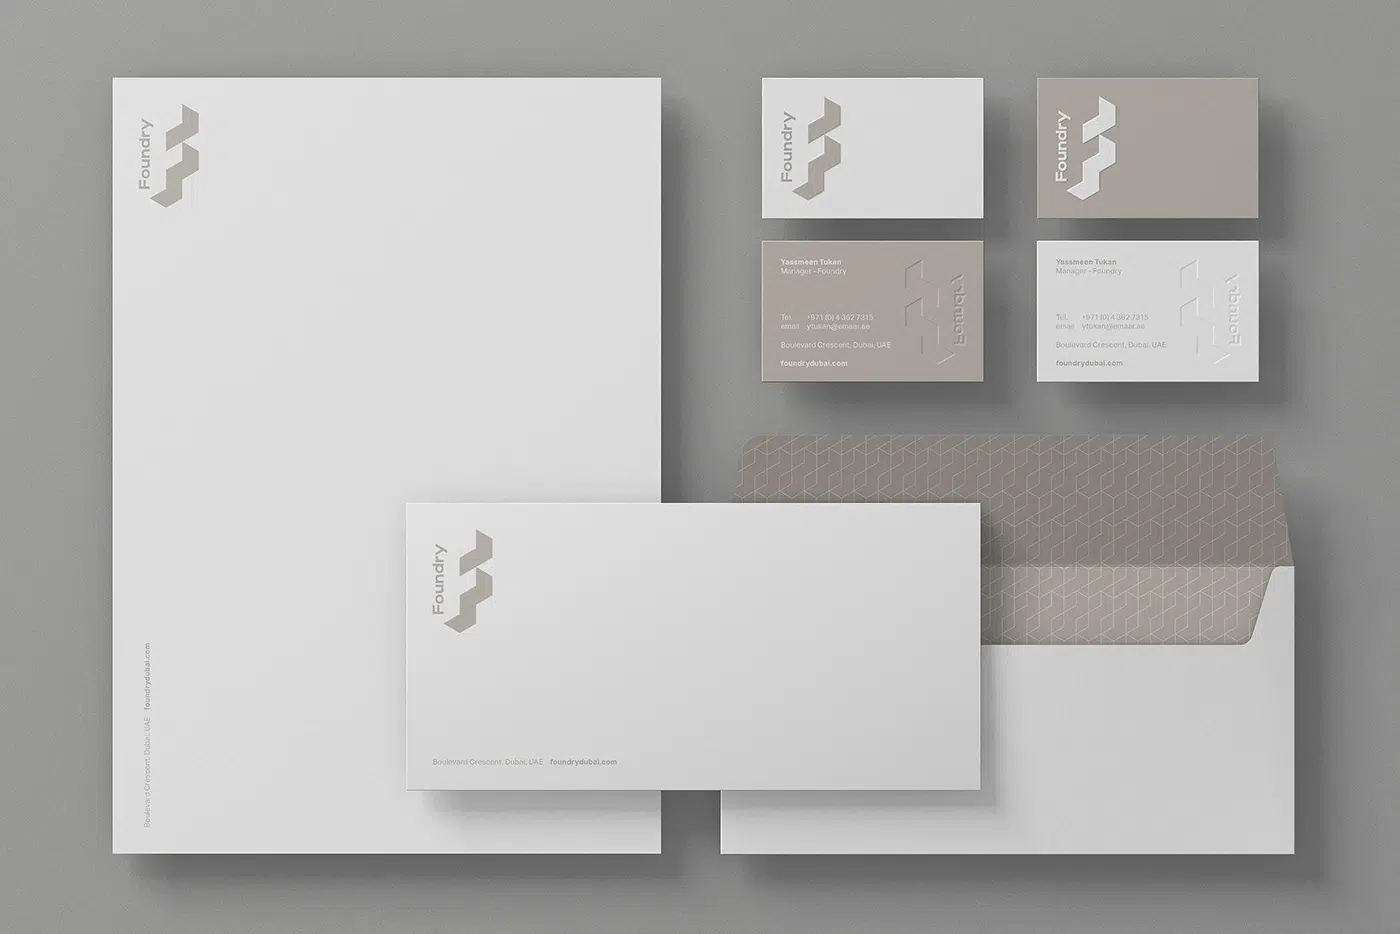 Foundry
Boulevard Crescent, Dubai, UAE foundrydubai.com
Foundry
Foundry
Yassmeen Tukan
Manager - Foundry
Tel. +971 (0) 4 362 7315
email ytukan@emaar.ae
Boulevard Crescent, Dubai, UAE
foundrydubai.com
Foundry
Yassmeen Tukan
Manager - Foundry
Tel. +971 (0) 4 362 7315
email ytukan@emaar.ae
Boulevard Crescent, Dubai, UAE
foundrydubai.com
Foundry
Foundry
Boulevard Crescent, Dubai, UAE foundrydubai.com